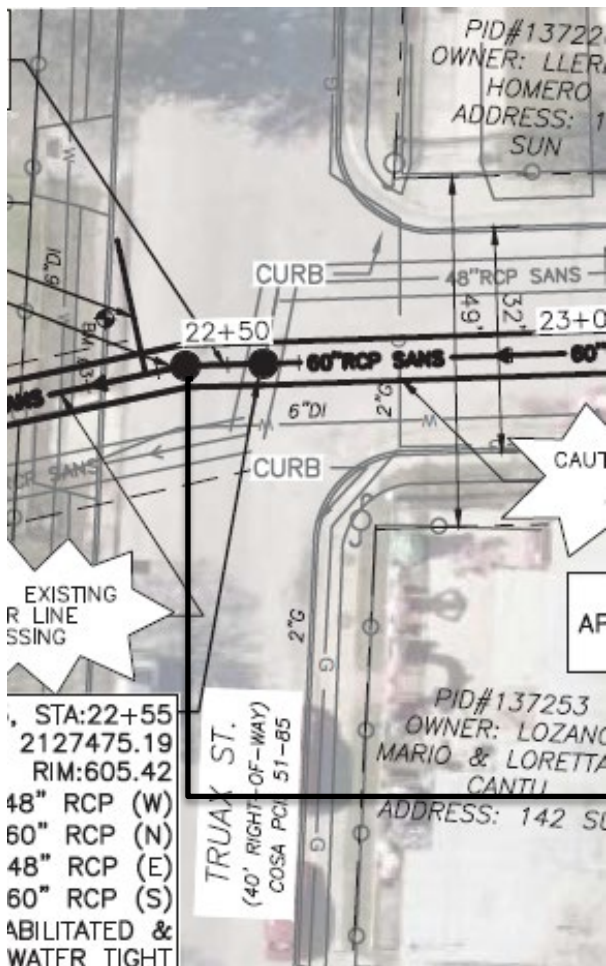 PID#13722
OWNER: LLER
HOMERO
ADDRESS: 1
SUN
G
W
CURB
48"RCP SANS
49'
32'
22+50
23+0
60"RCP SANS
60"
6"DI
2"G
W
W
CURB
RCP SANS
CAUT
EXISTING
R LINE
SSING
2"G
G
AP
, STA:22+55
2127475.19
RIM:605.42
48" RCP (W)
60" RCP (N)
48" RCP (E)
60" RCP (S)
ABILITATED &
WATER TIGHT
TRUAX ST.
(40' RIGHT-OF-WAY)
51-85
PID#137253
OWNER: LOZANO
MARIO & LORETTA
CANTU
ADDRESS: 142 SU
G
G